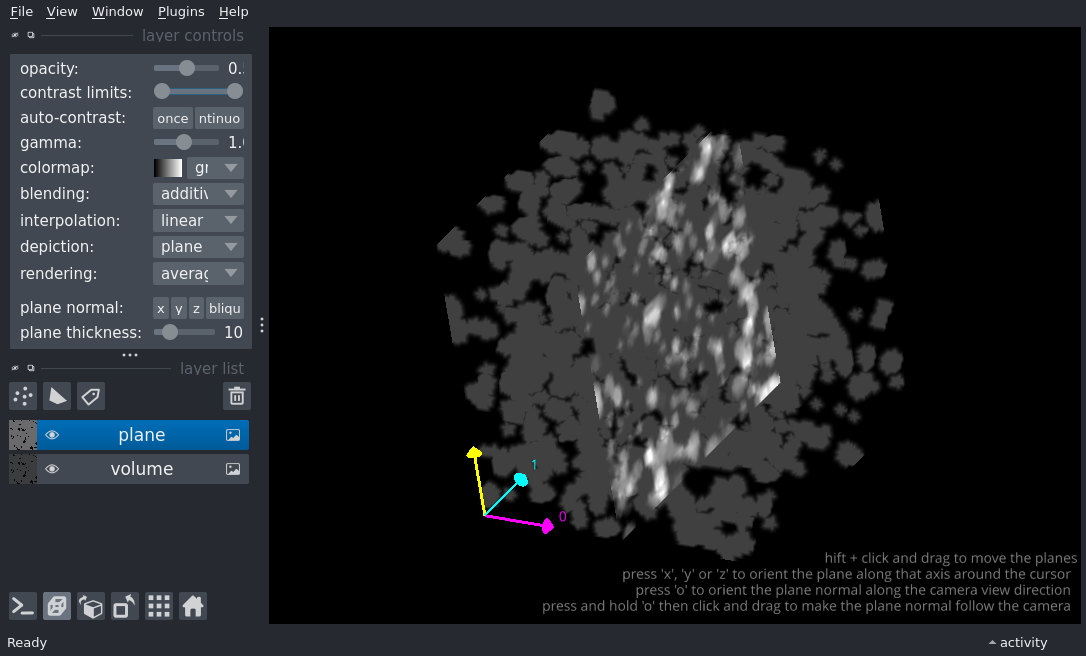 File View Window Plugins Help
layer controls
opacity: 0.
contrast limits:
auto-contrast: once ntinuo
gamma: 1.
colormap: gr
blending: additiv
interpolation: linear
depiction: plane
rendering: averag
plane normal: x y z bliqu
plane thickness: 10
layer list
plane
volume
1
0
hift + click and drag to move the planes
press 'x', 'y' or 'z' to orient the plane along that axis around the cursor
press 'o' to orient the plane normal along the camera view direction
press and hold 'o' then click and drag to make the plane normal follow the camera
Ready
activity